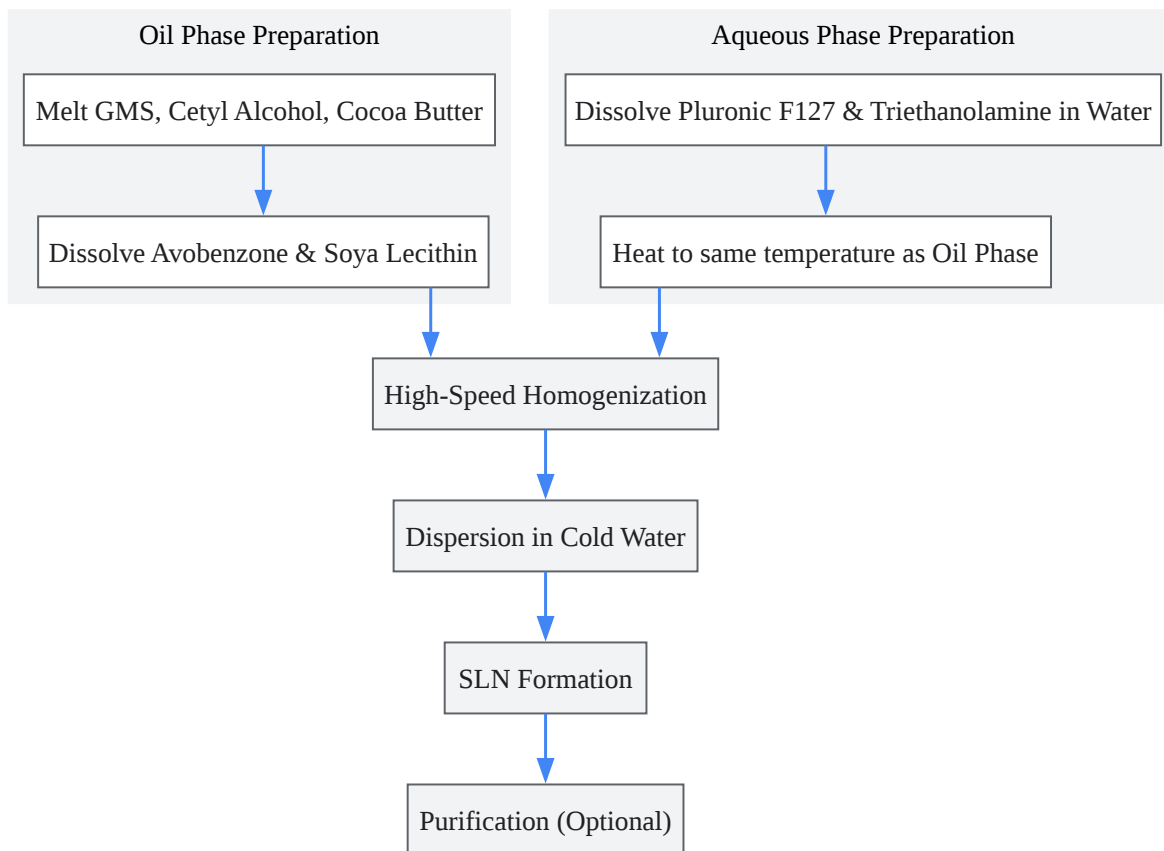 Oil Phase Preparation
Melt GMS, Cetyl Alcohol, Cocoa Butter
Dissolve Avobenzone & Soya Lecithin
Aqueous Phase Preparation
Dissolve Pluronic F127 & Triethanolamine in Water
Heat to same temperature as Oil Phase
High-Speed Homogenization
Dispersion in Cold Water
SLN Formation
Purification (Optional)